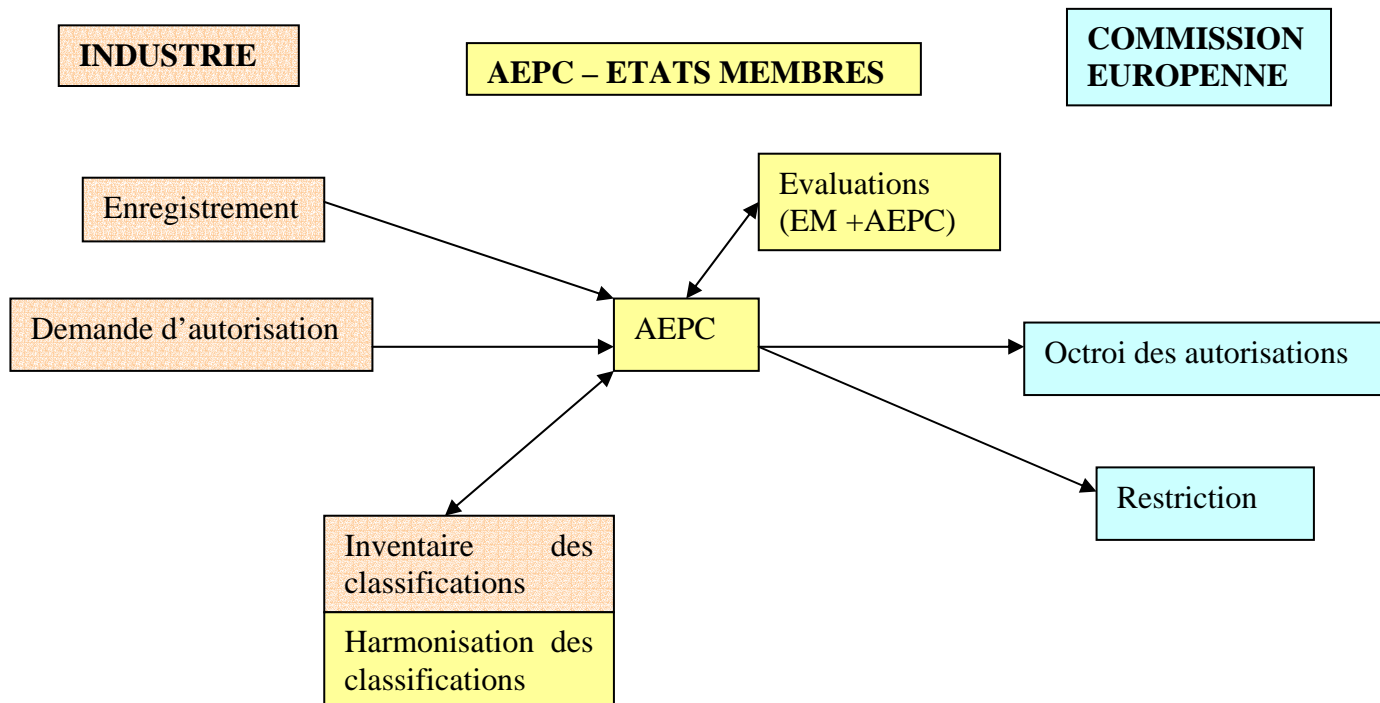 INDUSTRIE
AEPC – ETATS MEMBRES
COMMISSION
EUROPENNE
Enregistrement
Evaluations
(EM +AEPC)
Demande d'autorisation
AEPC
Octroi des autorisations
Restriction
Inventaire des
classifications
Harmonisation des
classifications